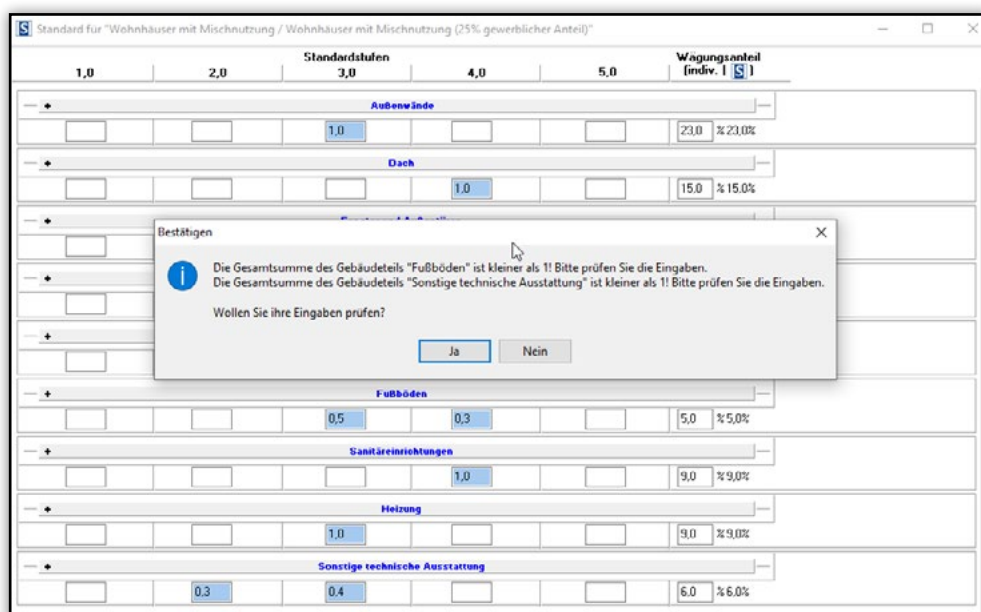 Standard für "Wohnhäuser mit Mischnutzung / Wohnhäuser mit Mischnutzung (25% gewerblicher Anteil)"
Standardstufen
Wägungsanteil
1,0 2,0 3,0 4,0 5,0 (indiv. | S )
Außenwände
1,0 23,0 % 23,0%
Dach
1,0 15,0 % 15,0%
Bestätigen
Die Gesamtsumme des Gebäudeteils "Fußböden" ist kleiner als 1! Bitte prüfen Sie die Eingaben.
Die Gesamtsumme des Gebäudeteils "Sonstige technische Ausstattung" ist kleiner als 1! Bitte prüfen Sie die Eingaben.
Wollen Sie ihre Eingaben prüfen?
Ja Nein
Fußböden
0,5 0,3 5,0 % 5,0%
Sanitäreinrichtungen
1,0 9,0 % 9,0%
Heizung
1,0 9,0 % 9,0%
Sonstige technische Ausstattung
0,3 0,4 6,0 % 6,0%